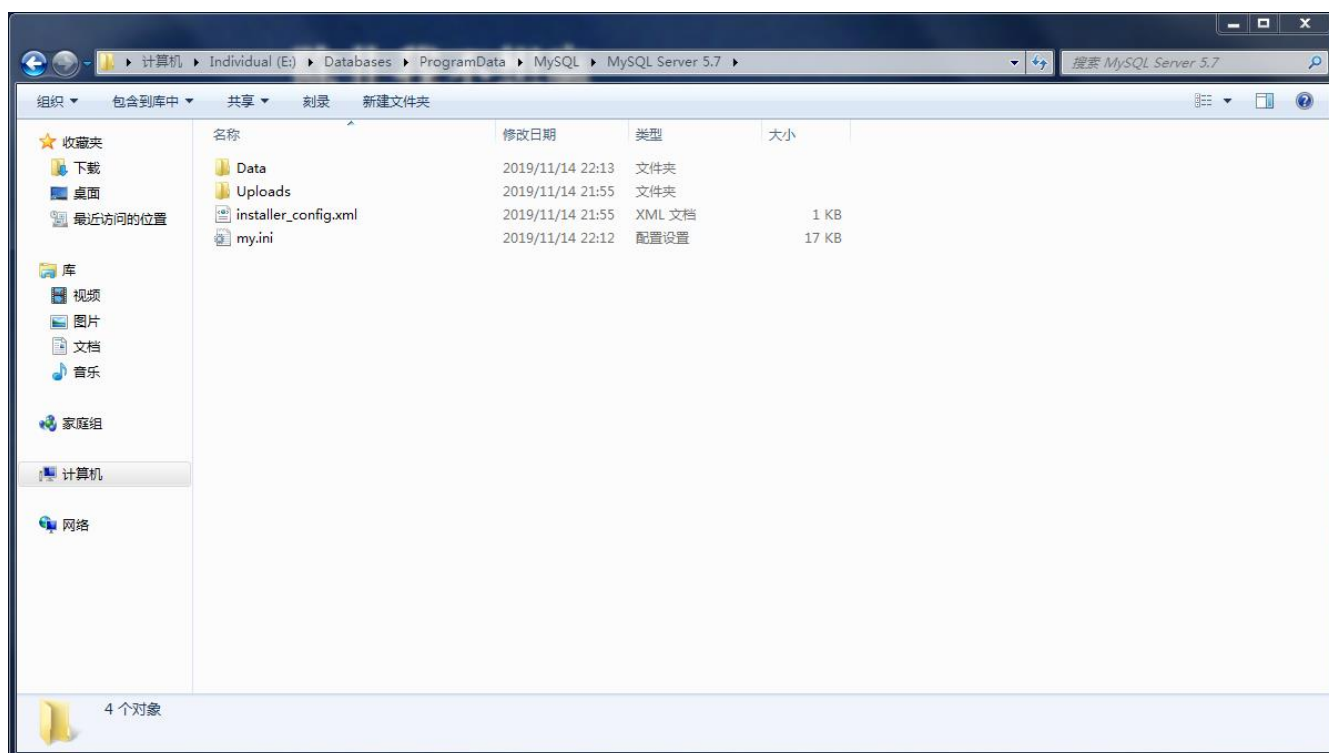 计算机 Individual (E:) Databases ProgramData MySQL MySQL Server 5.7
搜索 MySQL Server 5.7
组织 包含到库中 共享 刻录 新建文件夹
收藏夹
下载
桌面
最近访问的位置
库
视频
图片
文档
音乐
家庭组
计算机
网络
名称 修改日期 类型 大小
Data 2019/11/14 22:13 文件夹
Uploads 2019/11/14 21:55 文件夹
installer_config.xml 2019/11/14 21:55 XML 文档 1 KB
my.ini 2019/11/14 22:12 配置设置 17 KB
4 个对象